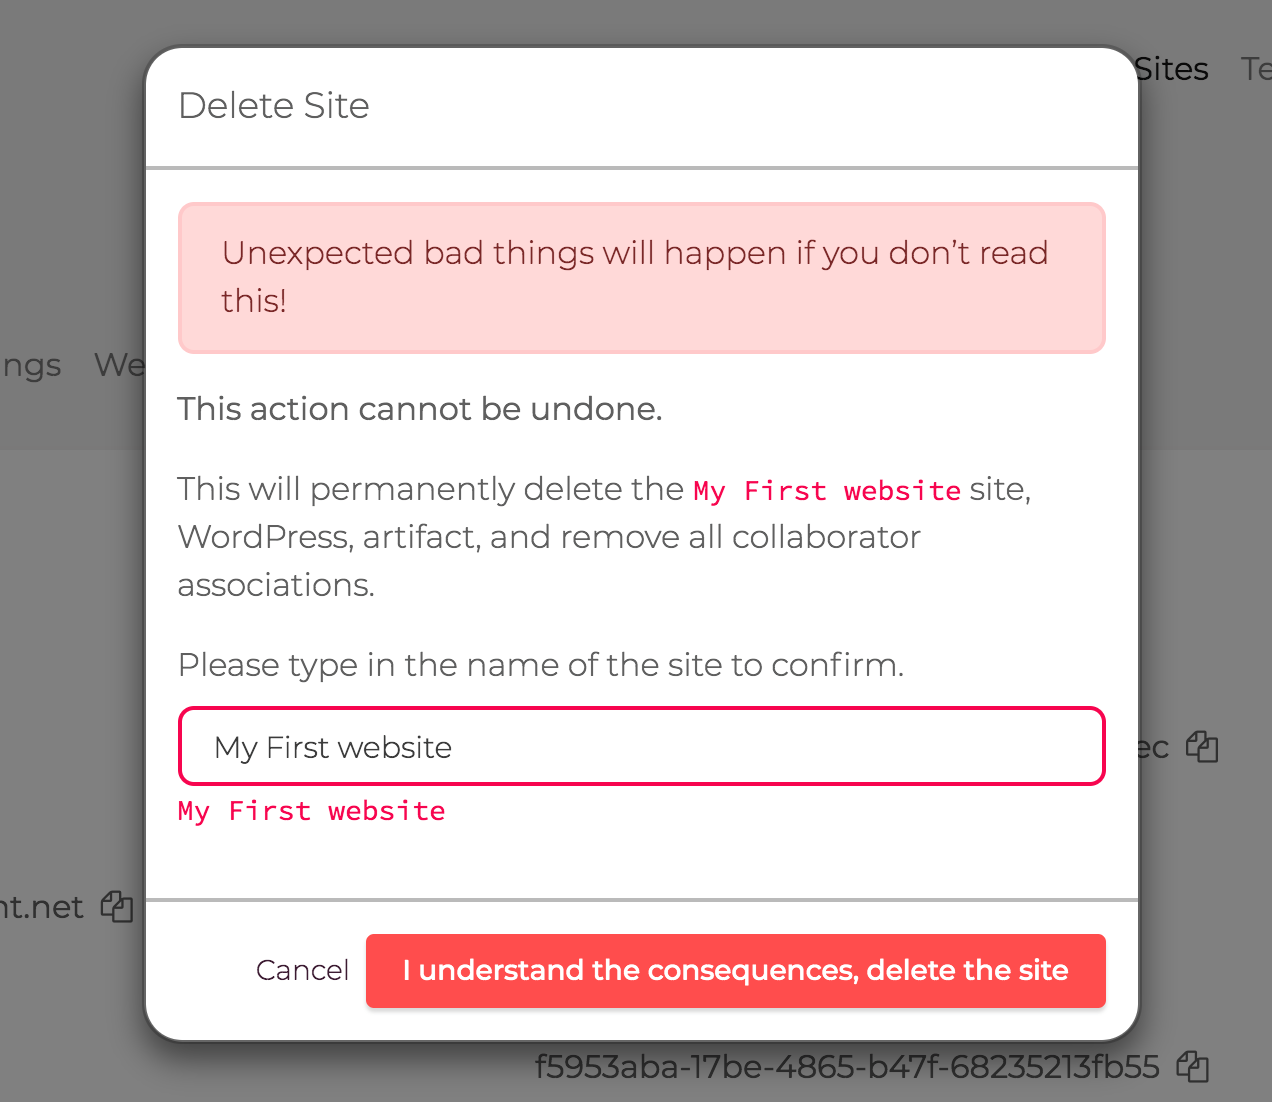 Sites
Delete Site
Unexpected bad things will happen if you don't read
this!
ngs
This action cannot be undone.
This will permanently delete the My First website site,
WordPress, artifact, and remove all collaborator
associations.
Please type in the name of the site to confirm.
My First website
ec
My First website
nt.net
Cancel
I understand the consequences, delete the site
f5953aba-17be-4865-b47f-68235213fb55